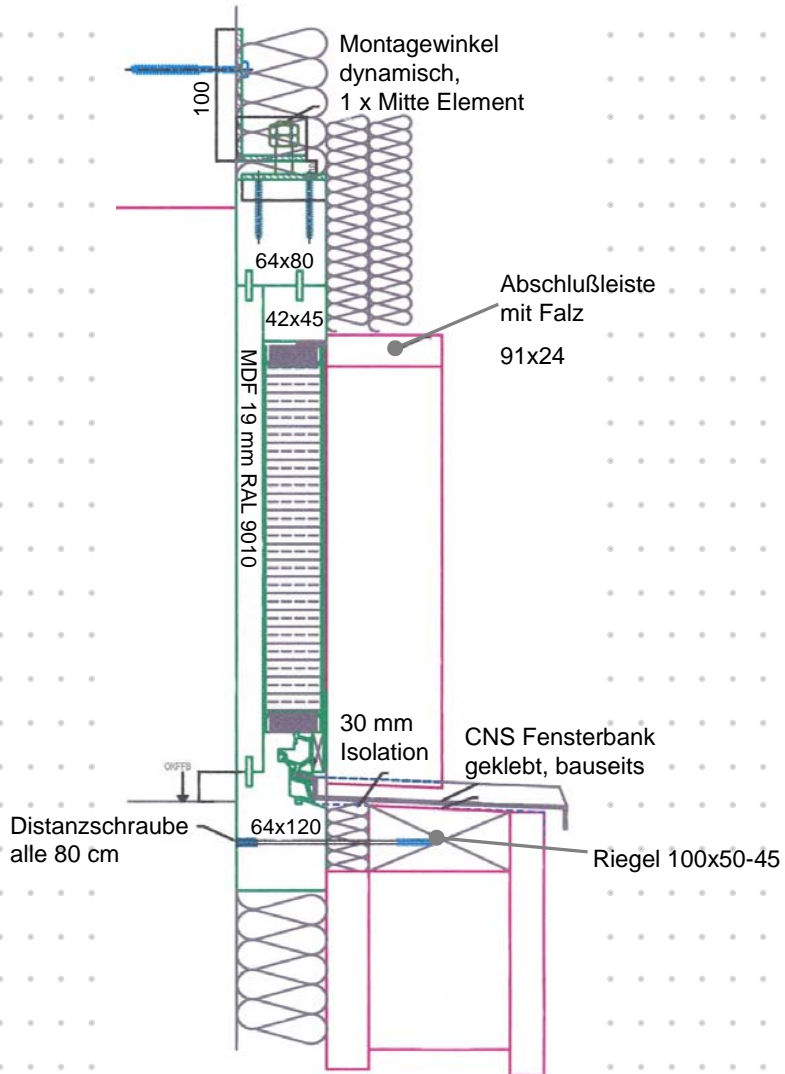 Montagewinkel
dynamisch,
1 x Mitte Element
100
64x80
42x45
Abschlußleiste
mit Falz
91x24
MDF 19 mm RAL 9010
30 mm
Isolation
CNS Fensterbank
geklebt, bauseits
OKFFB
Distanzschraube
alle 80 cm
64x120
Riegel 100x50-45